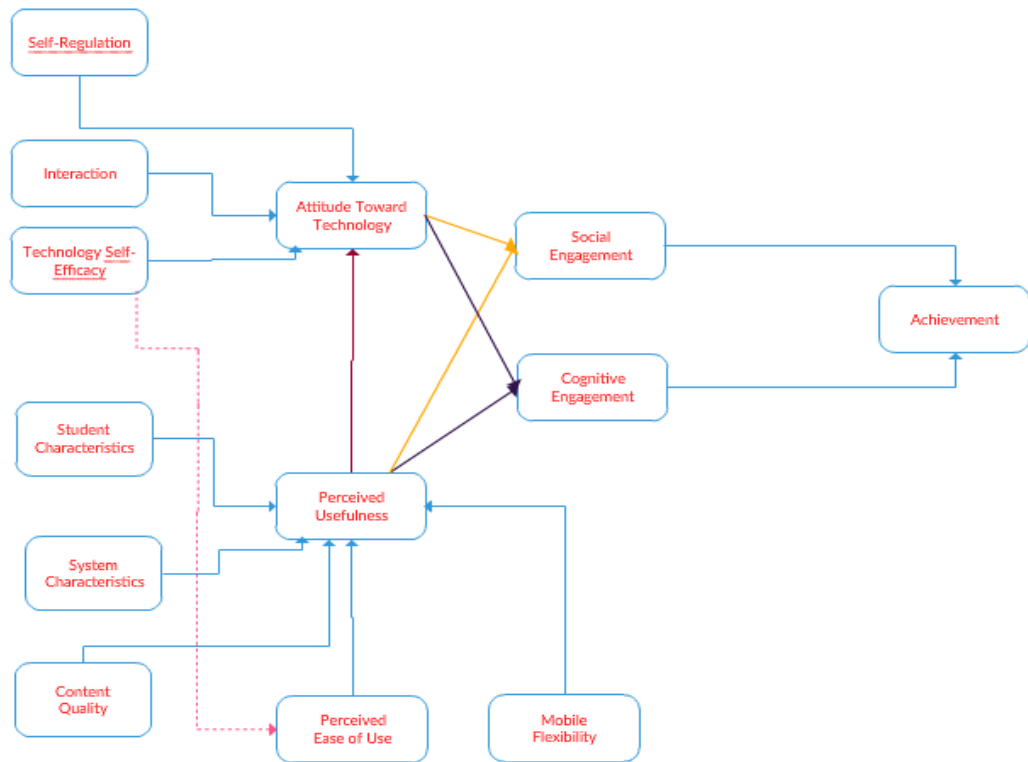 Self-Regulation
Interaction
Attitude Toward
Technology
Technology Self-
Efficacy
Social
Engagement
Achievement
Cognitive
Engagement
Student
Characteristics
Perceived
Usefulness
System
Characteristics
Content
Quality
Perceived
Ease of Use
Mobile
Flexibility